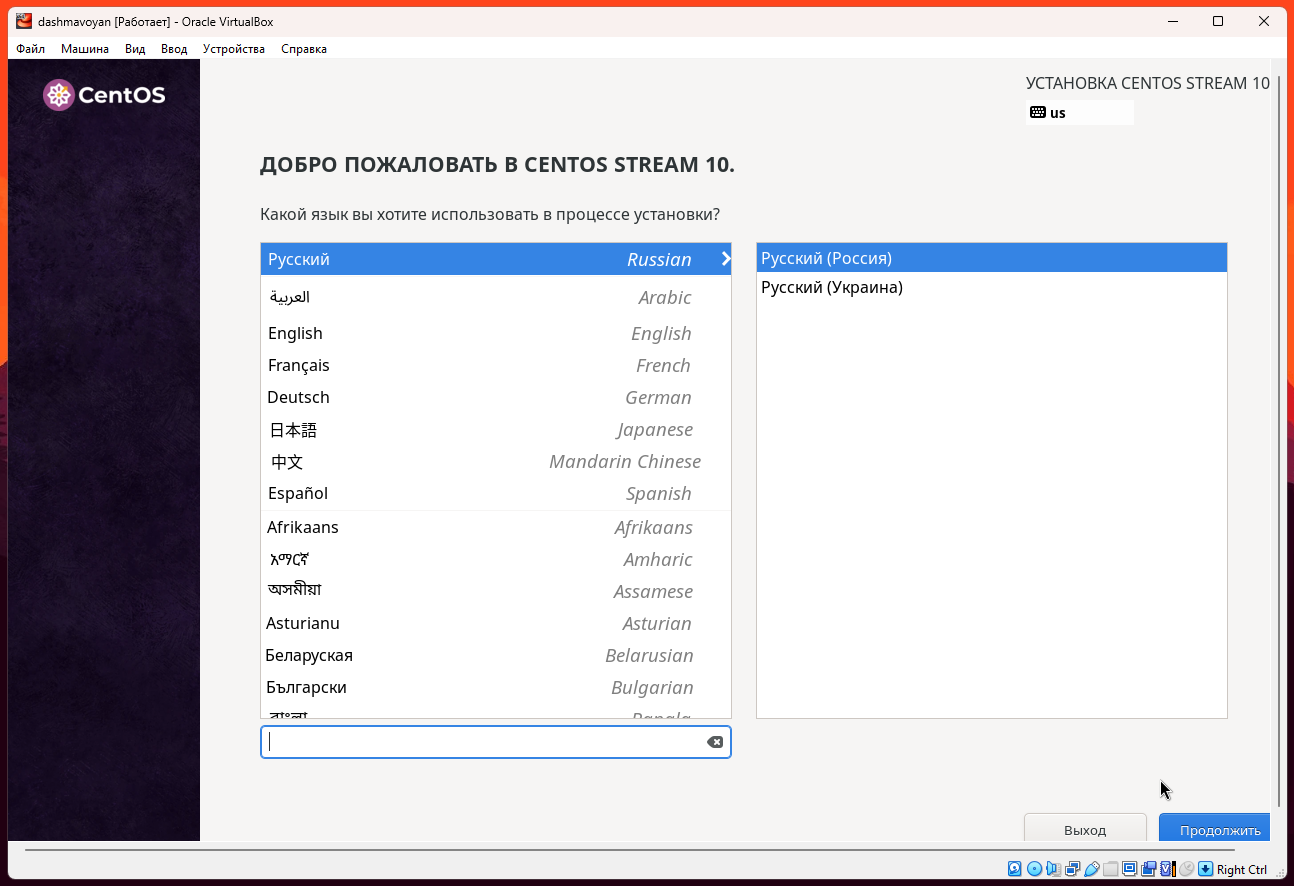 dashmavoyan [Работает] - Oracle VirtualBox
Файл Машина Вид Ввод Устройства Справка
CentOS
УСТАНОВКА CENTOS STREAM 10
us
ДОБРО ПОЖАЛОВАТЬ В CENTOS STREAM 10.
Какой язык вы хотите использовать в процессе установки?
Русский Russian
العربية Arabic
English English
Français French
Deutsch German
日本語 Japanese
中文 Mandarin Chinese
Español Spanish
Afrikaans Afrikaans
አማርኛ Amharic
অসমীয়া Assamese
Asturianu Asturian
Беларуская Belarusian
Български Bulgarian
বাংলা Bangla
Русский (Россия)
Русский (Украина)
Выход Продолжить
Right Ctrl